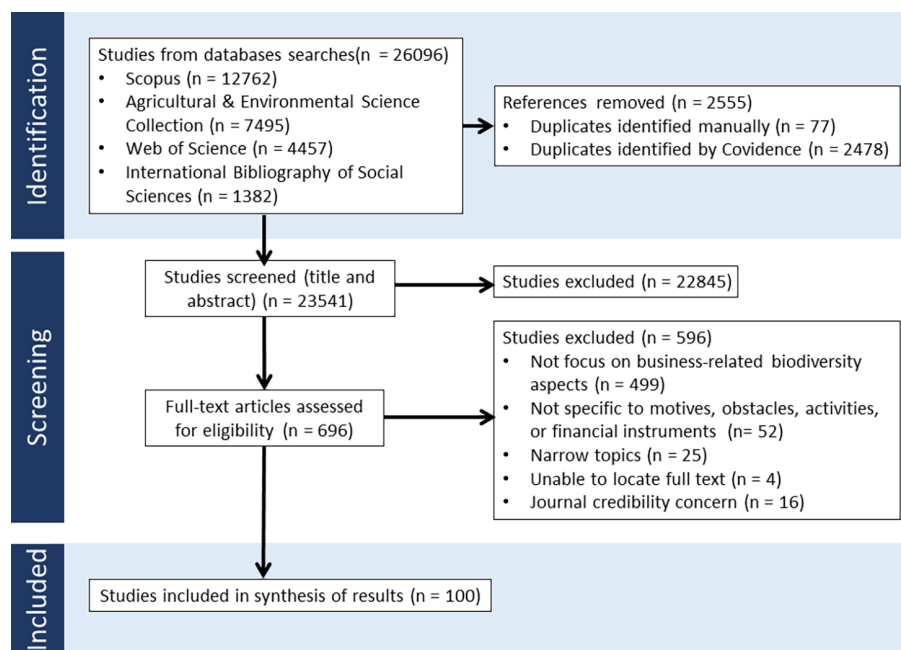 Identification
Studies from databases searches(n = 26096)
• Scopus (n = 12762)
• Agricultural & Environmental Science
Collection (n = 7495)
• Web of Science (n = 4457)
• International Bibliography of Social
Sciences (n = 1382)
References removed (n = 2555)
• Duplicates identified manually (n = 77)
• Duplicates identified by Covidence (n = 2478)
Screening
Studies screened (title and
abstract) (n = 23541)
Studies excluded (n = 22845)
Full-text articles assessed
for eligibility (n = 696)
Studies excluded (n = 596)
• Not focus on business-related biodiversity
aspects (n = 499)
• Not specific to motives, obstacles, activities,
or financial instruments (n= 52)
• Narrow topics (n = 25)
• Unable to locate full text (n = 4)
• Journal credibility concern (n = 16)
Included
Studies included in synthesis of results (n = 100)